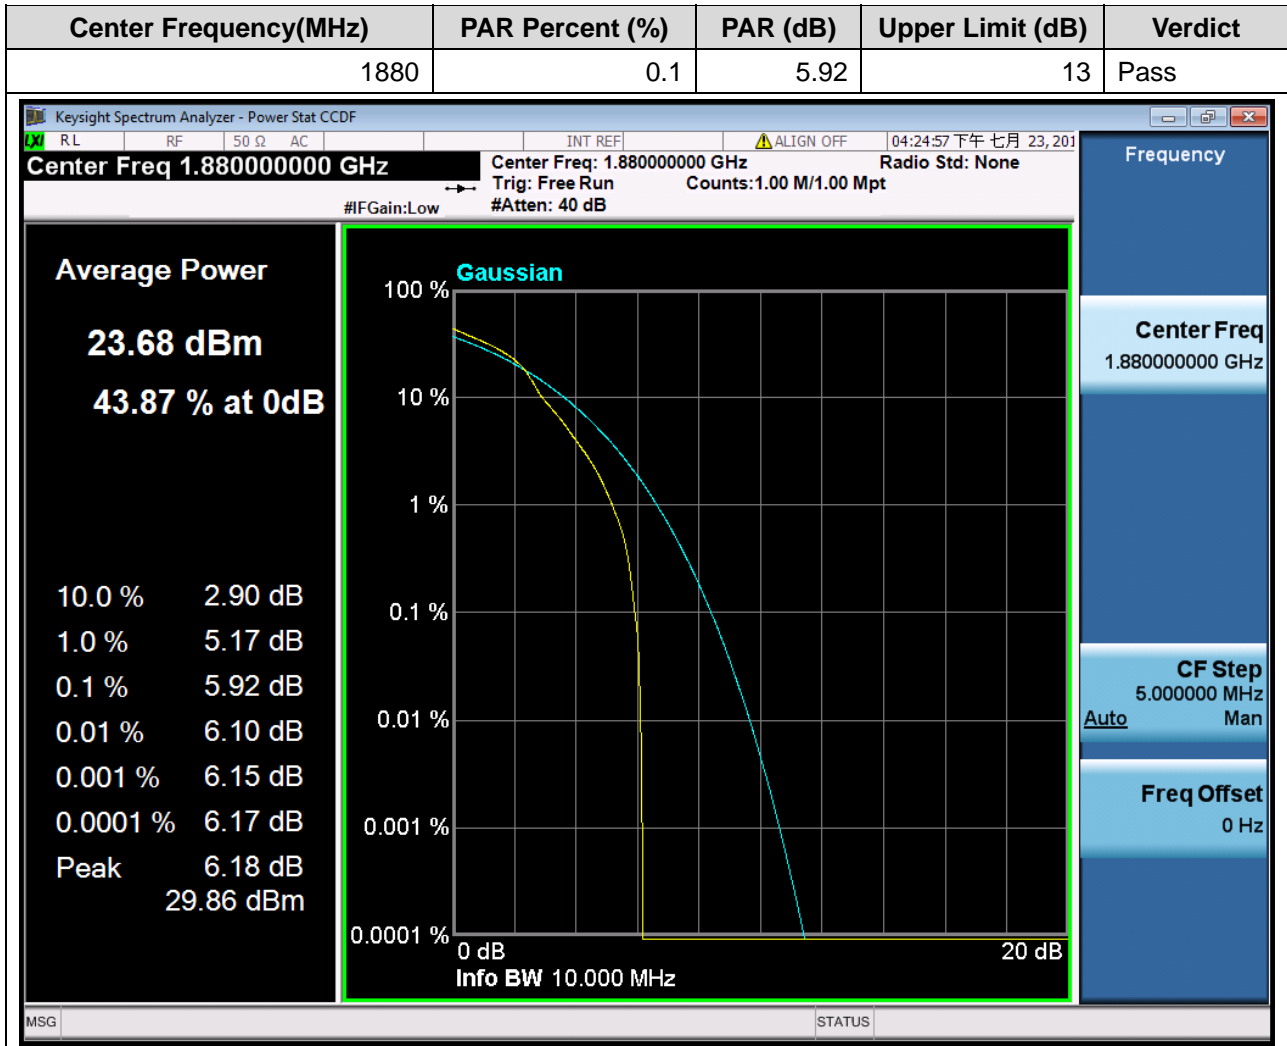 Center Frequency(MHz) PAR Percent (%) PAR (dB) Upper Limit (dB) Verdict
1880 0.1 5.92 13 Pass
Keysight Spectrum Analyzer - Power Stat CCDF
LXI RL RF 50 Ω AC INT REF ALIGN OFF 04:24:57 下午 七月 23, 201
Center Freq 1.880000000 GHz
Center Freq: 1.880000000 GHz Radio Std: None
Trig: Free Run Counts:1.00 M/1.00 Mpt
#IFGain:Low #Atten: 40 dB
Average Power
23.68 dBm
43.87 % at 0dB
10.0 % 2.90 dB
1.0 % 5.17 dB
0.1 % 5.92 dB
0.01 % 6.10 dB
0.001 % 6.15 dB
0.0001 % 6.17 dB
Peak 6.18 dB
29.86 dBm
Gaussian
100 %
10 %
1 %
0.1 %
0.01 %
0.001 %
0.0001 %
0 dB 20 dB
Info BW 10.000 MHz
Frequency
Center Freq
1.880000000 GHz
CF Step
5.000000 MHz
Auto Man
Freq Offset
0 Hz
MSG STATUS